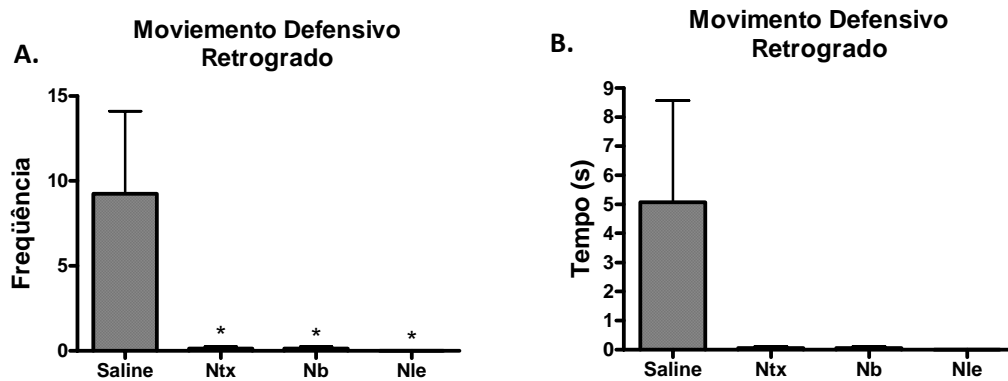 A.
Moviemento Defensivo
Retrogrado
Freqüência
15
10
5
0
*
*
*
Saline Ntx Nb Nle
B.
Movimento Defensivo
Retrogrado
Tempo (s)
9
8
7
6
5
4
3
2
1
0
Saline Ntx Nb Nle